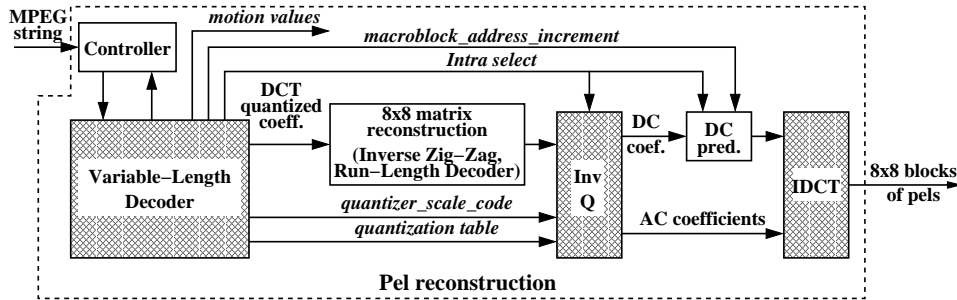 MPEG
string
Controller
motion values
macroblock_address_increment
Intra select
DCT
quantized
coeff.
8x8 matrix
reconstruction
(Inverse Zig−Zag,
Run−Length Decoder)
DC
coef.
DC
pred.
Variable−Length
Decoder
Inv
Q
IDCT
8x8 blocks
of pels
quantizer_scale_code
quantization table
AC coefficients
Pel reconstruction